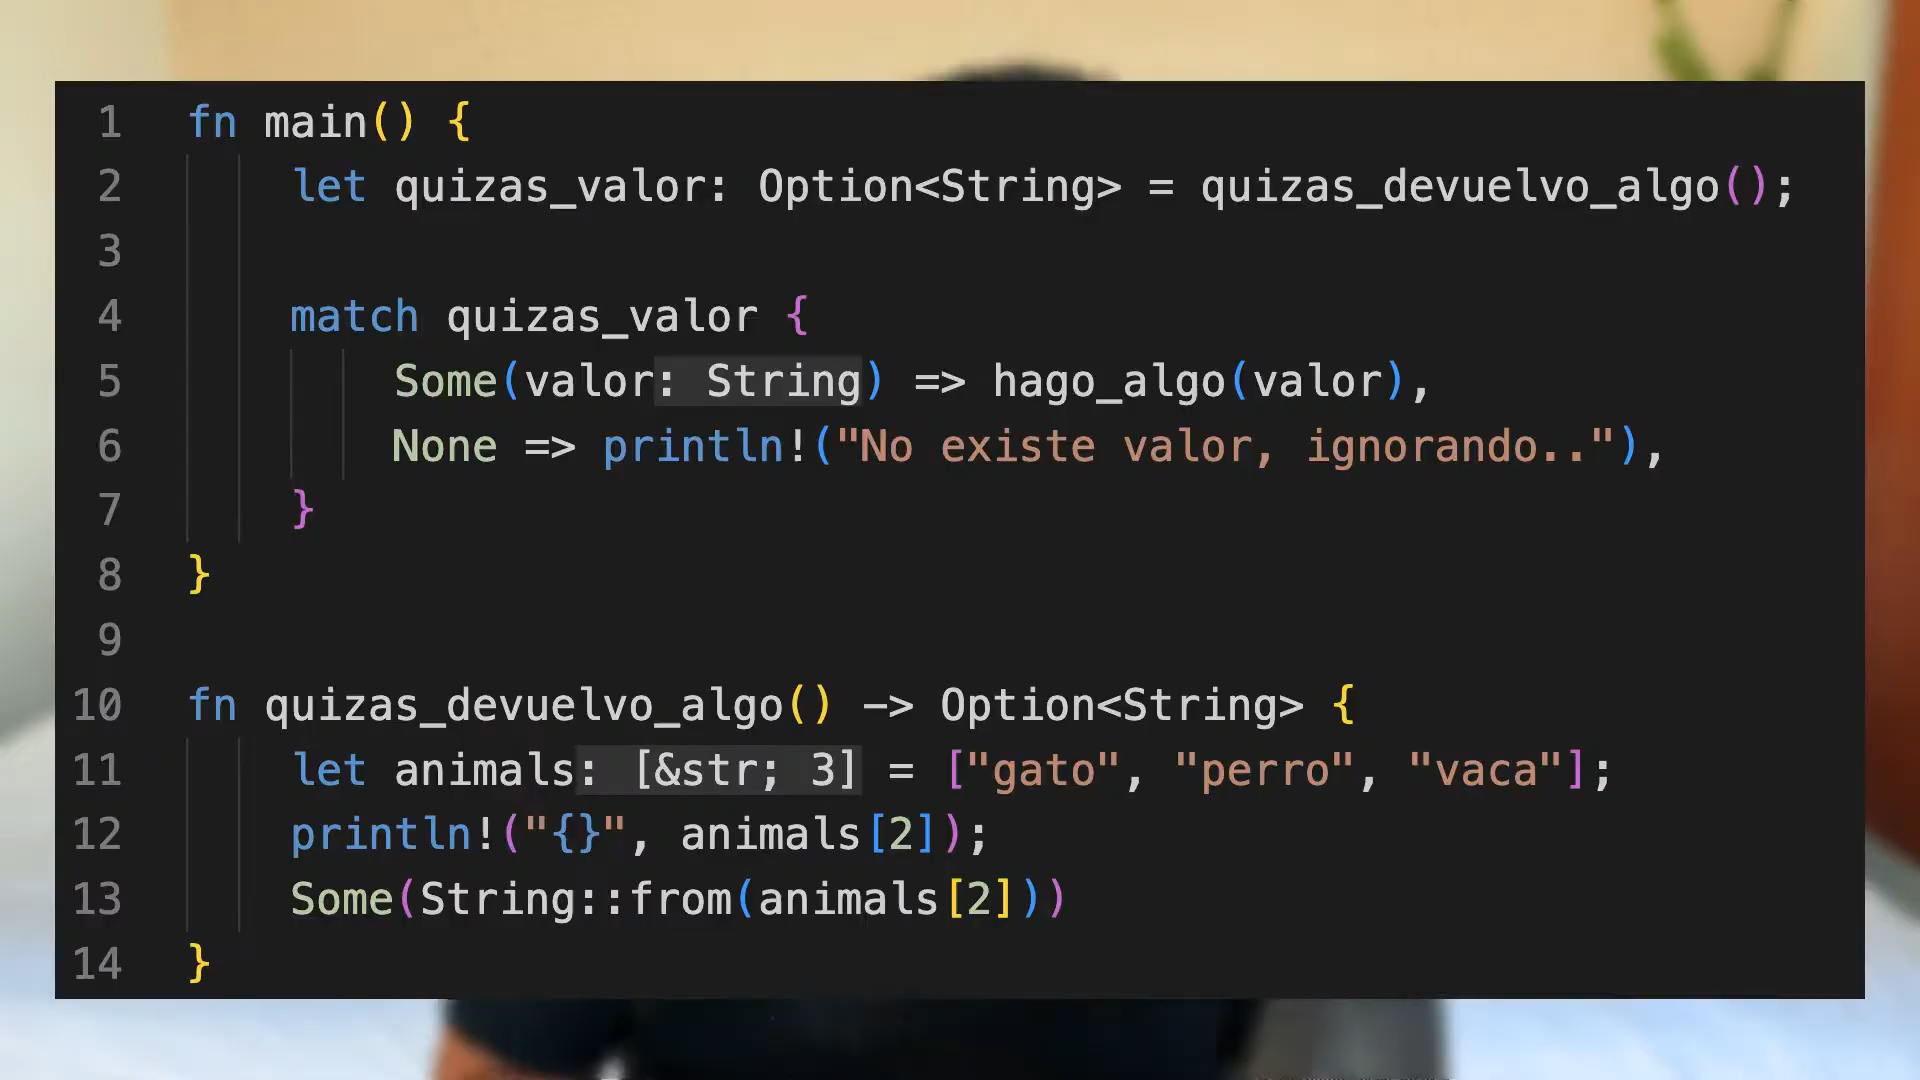 1 fn main() {
2 let quizas_valor: Option<String> = quizas_devuelvo_algo();
3
4 match quizas_valor {
5 Some(valor: String) => hago_algo(valor),
6 None => println!("No existe valor, ignorando.."),
7 }
8 }
9
10 fn quizas_devuelvo_algo() -> Option<String> {
11 let animals: [&str; 3] = ["gato", "perro", "vaca"];
12 println!("{}", animals[2]);
13 Some(String::from(animals[2]))
14 }